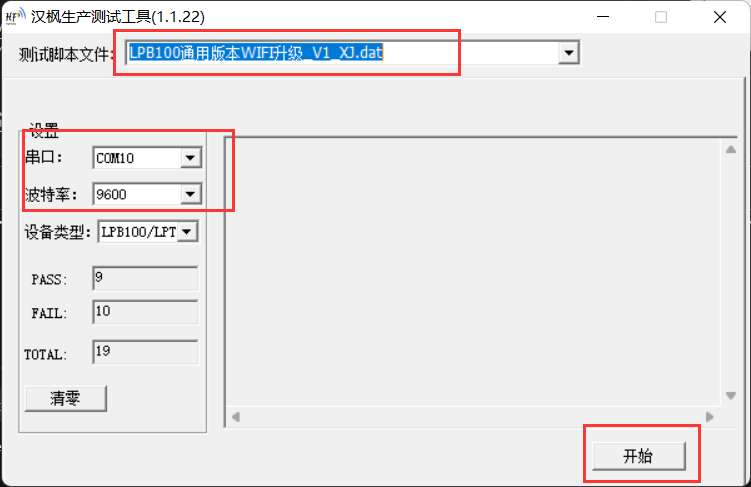 HF 汉枫生产测试工具(1.1.22)
测试脚本文件: LPB100通用版本WIFI升级_V1_XJ.dat
设置
串口: COM10
波特率: 9600
设备类型: LPB100/LPT
PASS: 9
FAIL: 10
TOTAL: 19
清零
开始